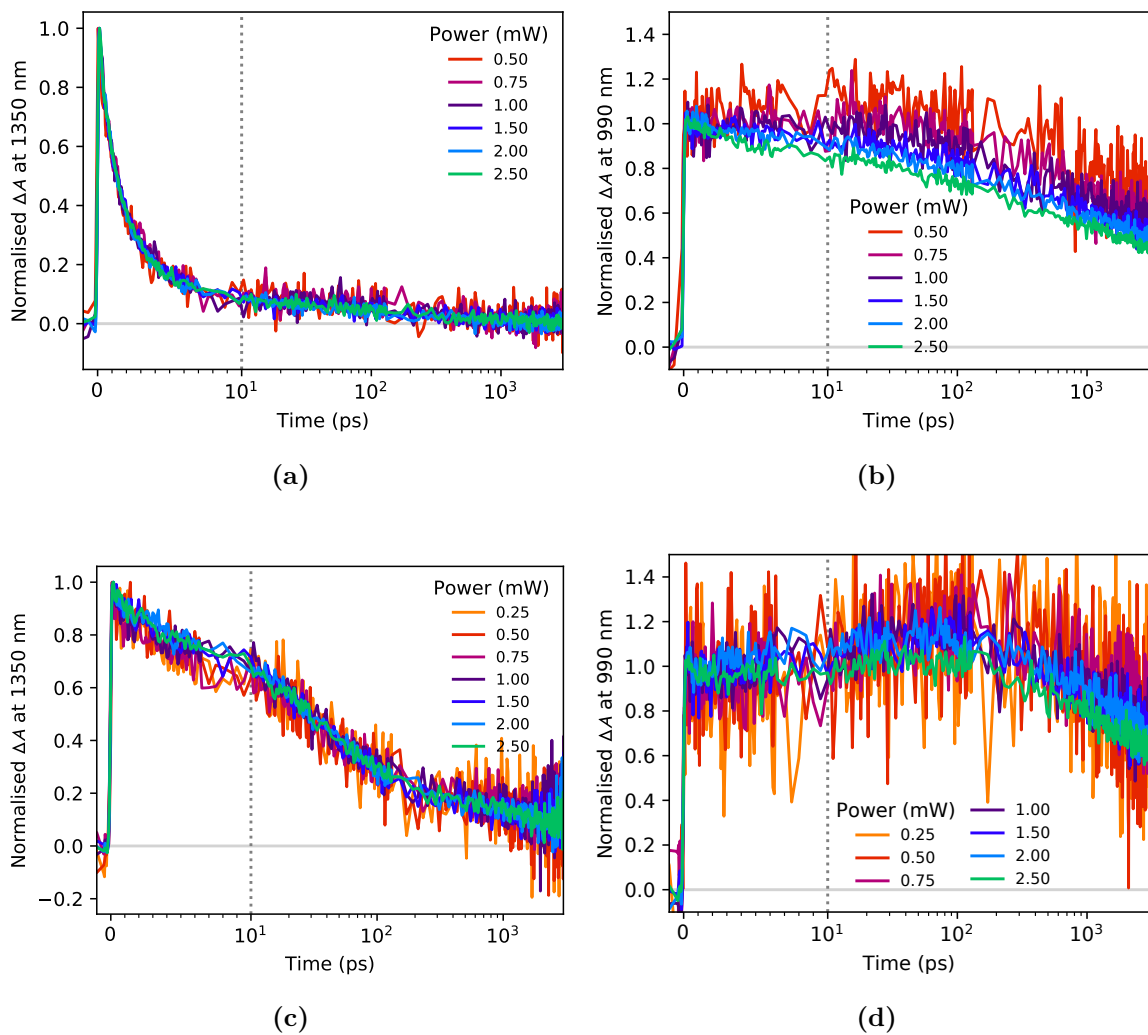 Normalised ΔA at 1350 nm
1.0
0.8
0.6
0.4
0.2
0.0
Power (mW)
0.50
0.75
1.00
1.50
2.00
2.50
0 10¹ 10² 10³
Time (ps)
(a)
Normalised ΔA at 990 nm
1.4
1.2
1.0
0.8
0.6
0.4
0.2
0.0
Power (mW)
0.50
0.75
1.00
1.50
2.00
2.50
0 10¹ 10² 10³
Time (ps)
(b)
Normalised ΔA at 1350 nm
1.0
0.8
0.6
0.4
0.2
0.0
−0.2
Power (mW)
0.25
0.50
0.75
1.00
1.50
2.00
2.50
0 10¹ 10² 10³
Time (ps)
(c)
Normalised ΔA at 990 nm
1.4
1.2
1.0
0.8
0.6
0.4
0.2
0.0
Power (mW)
0.25
0.50
0.75
1.00
1.50
2.00
2.50
0 10¹ 10² 10³
Time (ps)
(d)